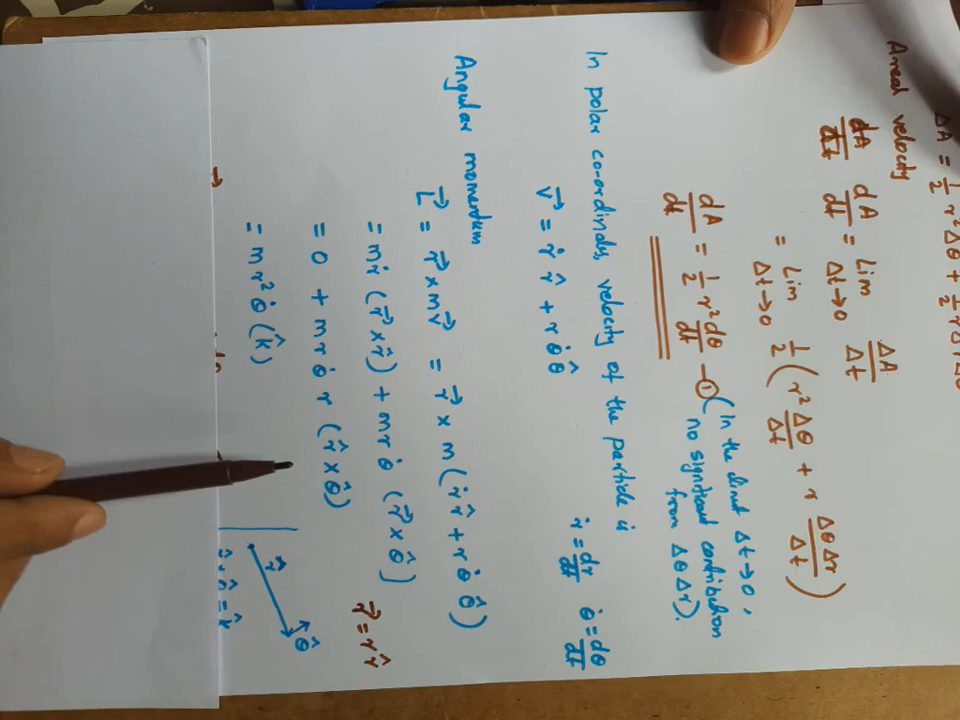 ΔA = 1/2 r²Δθ + 1/2 r
Areal velocity
dA/dt dA/dt = Lim Δt→0 ΔA/Δt
= Lim Δt→0 1/2 ( r² Δθ/Δt + r ΔθΔr/Δt )
dA/dt = 1/2 r² dθ/dt – ① (In the limit Δt→0, no significant contribution from ΔθΔr).
In polar co-ordinates, velocity of the particle is
v⃗ = ṙ r̂ + r θ̇ θ̂
ṙ = dr/dt θ̇ = dθ/dt
Angular momentum
L⃗ = r⃗ × mv⃗ = r⃗ × m ( ṙ r̂ + r θ̇ θ̂ )
= mṙ ( r⃗ × r̂ ) + m r θ̇ ( r⃗ × θ̂ )
r⃗ = r r̂
= 0 + m r θ̇ r ( r̂ × θ̂ )
= m r² θ̇ ( k̂ )
r̂ θ̂